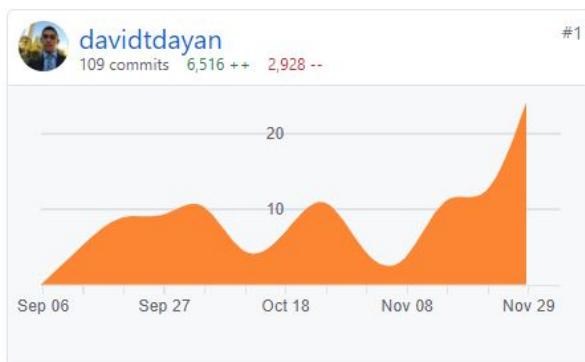 davidtdayan
#1
109 commits 6,516 ++ 2,928 --
20
10
Sep 06 Sep 27 Oct 18 Nov 08 Nov 29